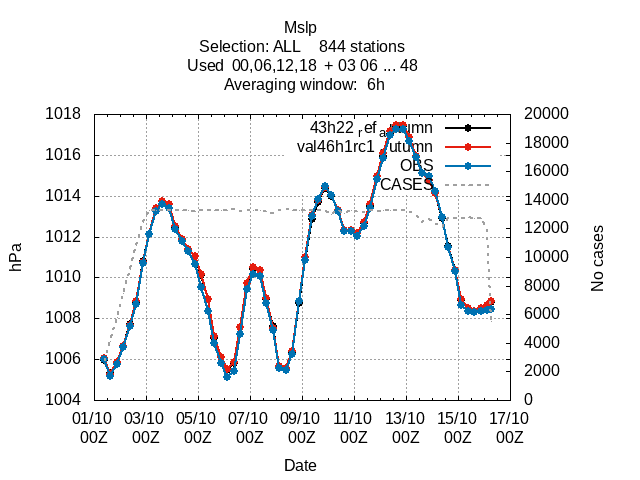 Mslp
Selection: ALL 844 stations
Used 00,06,12,18 + 03 06 ... 48
Averaging window: 6h
1018
1016
1014
1012
1010
1008
1006
1004
hPa
20000
18000
16000
14000
12000
10000
8000
6000
4000
2000
0
No cases
43h22
val46h1rc1
OBS
CASES
01/10 03/10 05/10 07/10 09/10 11/10 13/10 15/10 17/10
00Z 00Z 00Z 00Z 00Z 00Z 00Z 00Z 00Z
Date